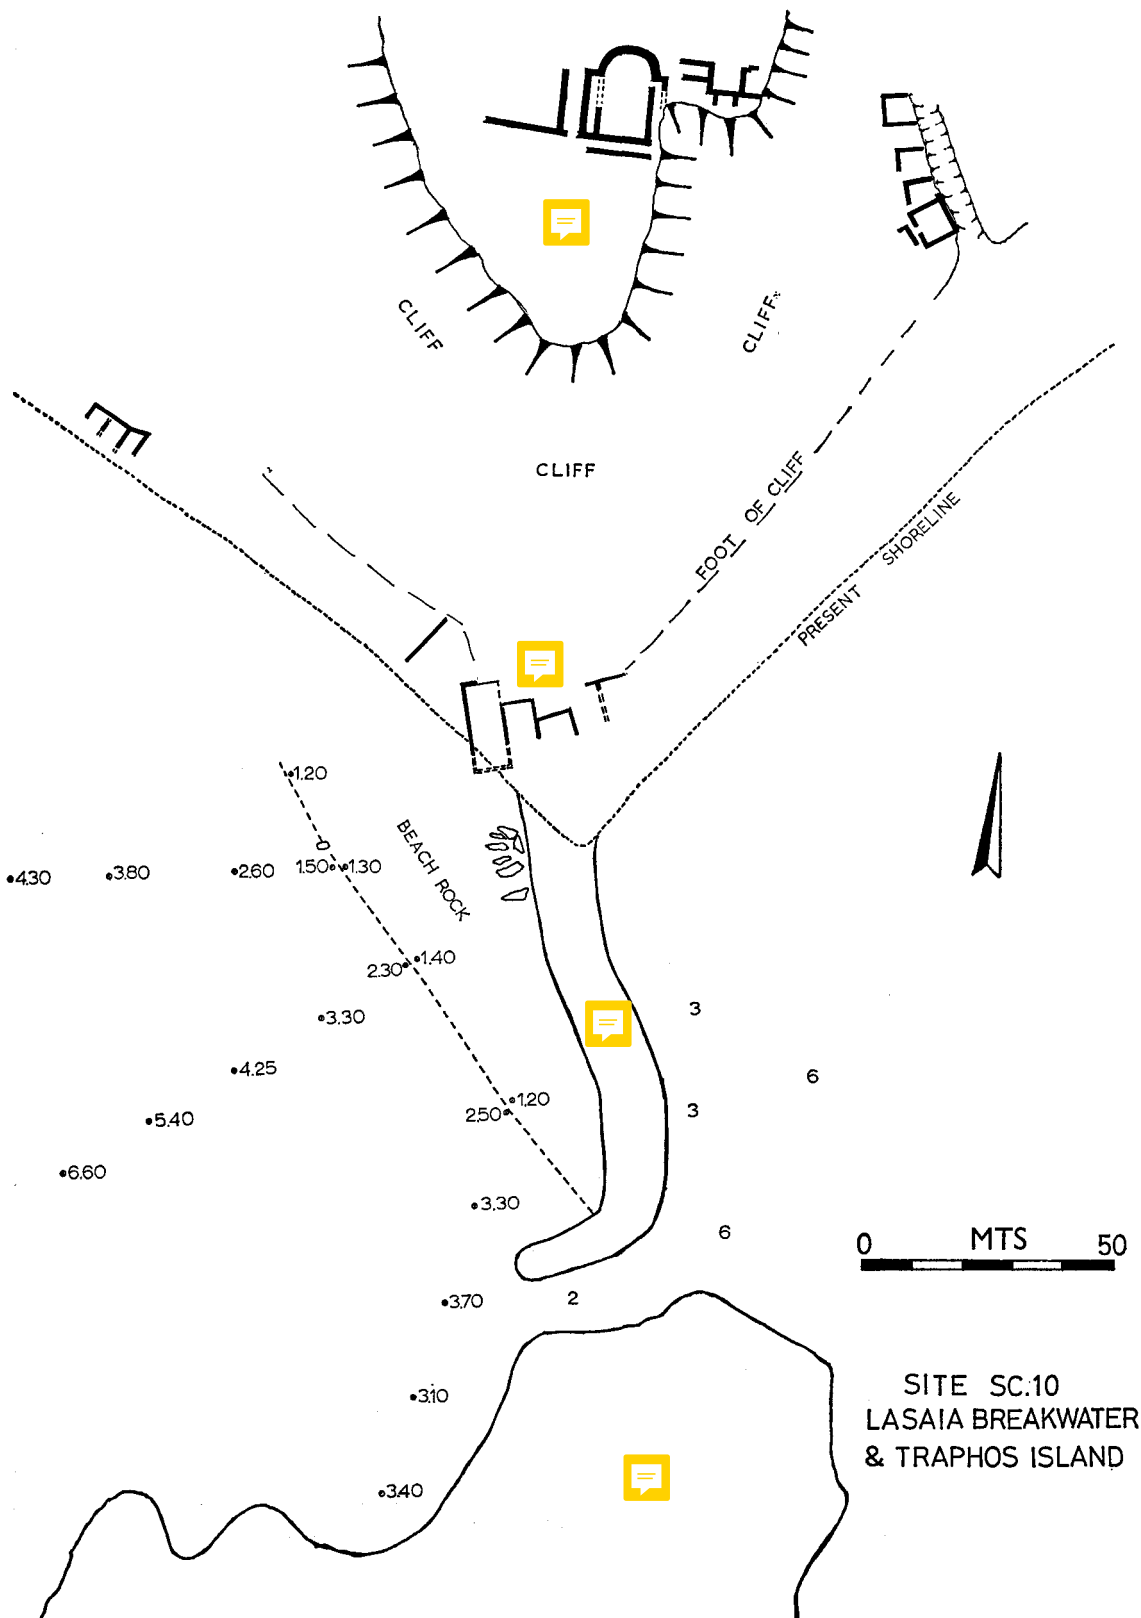 CLIFF
CLIFF
CLIFF
FOOT OF CLIFF
PRESENT SHORELINE
1.20
BEACH ROCK
4.30
3.80
2.60
1.50
1.30
2.30
1.40
3.30
3
4.25
6
2.50
1.20
3
5.40
6.60
3.30
6
0 MTS 50
3.70
2
3.10
3.40
SITE SC.10
LASAIA BREAKWATER
& TRAPHOS ISLAND